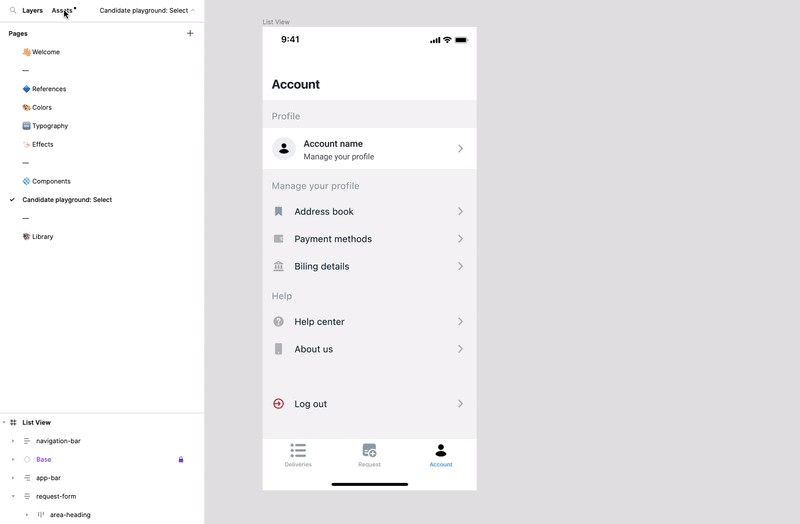 Layers Assets Candidate playground: Select
Pages
Welcome
—
References
Colors
Typography
Effects
—
Components
Candidate playground: Select
—
Library
List View
navigation-bar
Base
app-bar
request-form
area-heading
List View
9:41
Account
Profile
Account name
Manage your profile
Manage your profile
Address book
Payment methods
Biling details
Help
Help center
About us
Log out
Deliveries Request Account